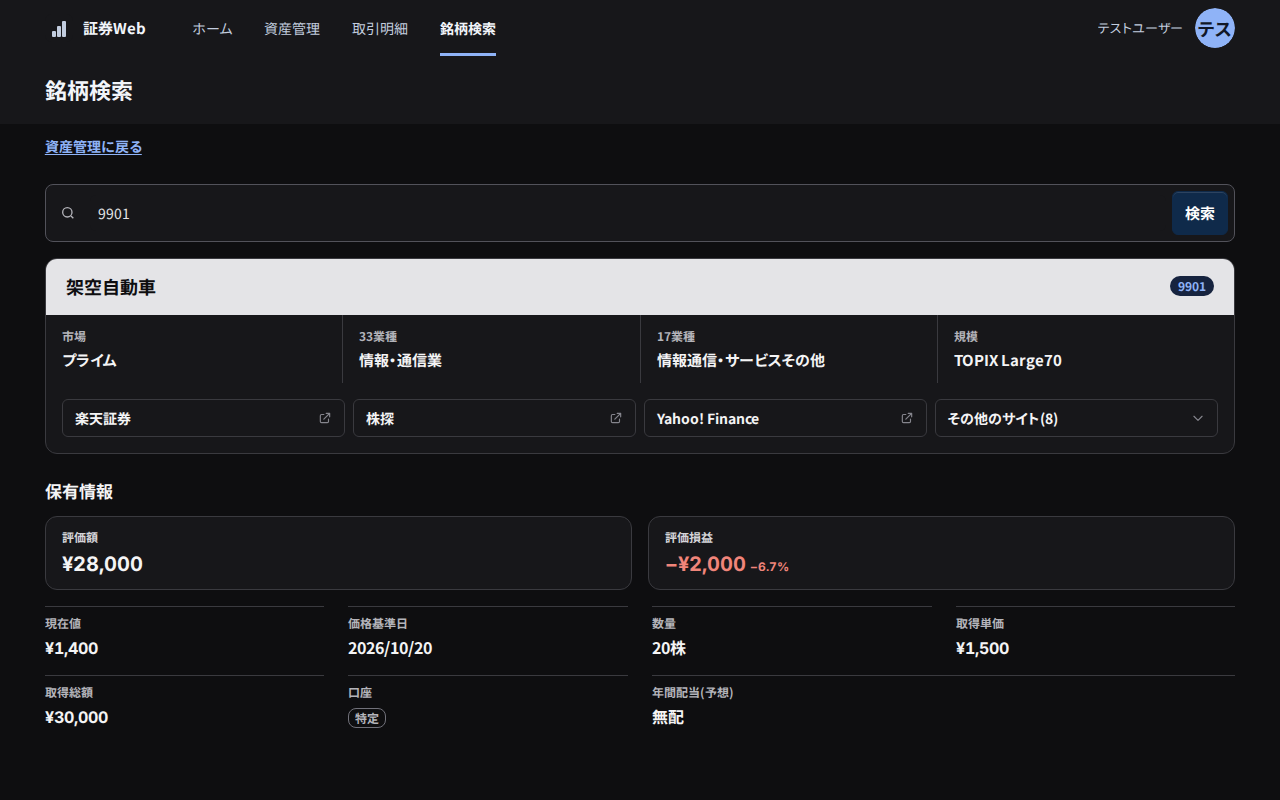 証券Web
ホーム
資産管理
取引明細
銘柄検索
テストユーザー
テス
銘柄検索
資産管理に戻る
9901
検索
架空自動車
9901
市場
33業種
17業種
規模
プライム
情報・通信業
情報通信・サービスその他
TOPIX Large70
楽天証券
株探
Yahoo! Finance
その他のサイト(8)
保有情報
評価額
¥28,000
評価損益
−¥2,000 −6.7%
現在値
価格基準日
数量
取得単価
¥1,400
2026/10/20
20株
¥1,500
取得総額
口座
年間配当(予想)
¥30,000
特定
無配